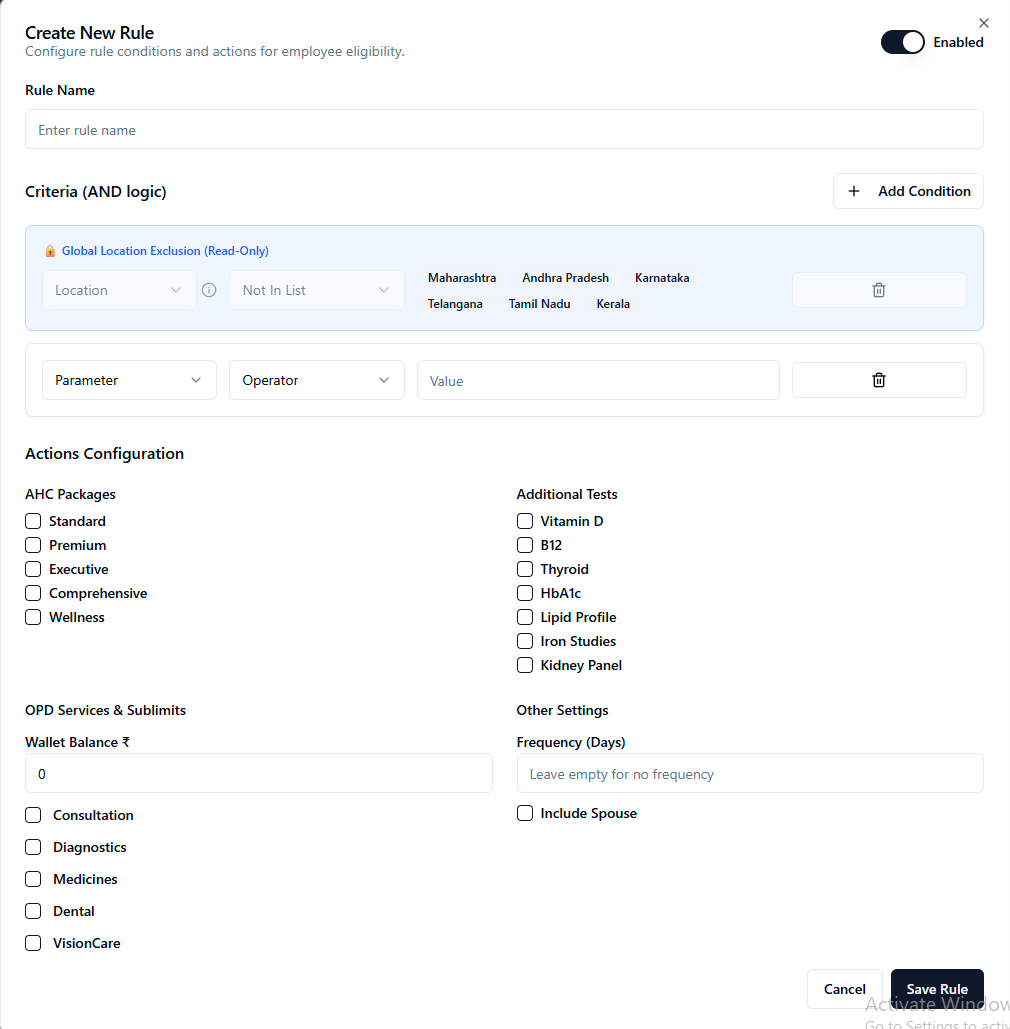 Create New Rule
Configure rule conditions and actions for employee eligibility.
Enabled
Rule Name
Enter rule name
Criteria (AND logic)
Add Condition
Global Location Exclusion (Read-Only)
Location
Not In List
Maharashtra Andhra Pradesh Karnataka
Telangana Tamil Nadu Kerala
Parameter
Operator
Value
Actions Configuration
AHC Packages
Standard
Premium
Executive
Comprehensive
Wellness
Additional Tests
Vitamin D
B12
Thyroid
HbA1c
Lipid Profile
Iron Studies
Kidney Panel
OPD Services & Sublimits
Wallet Balance ₹
0
Consultation
Diagnostics
Medicines
Dental
VisionCare
Other Settings
Frequency (Days)
Leave empty for no frequency
Include Spouse
Cancel
Save Rule
Activate Window
Go to Settings to